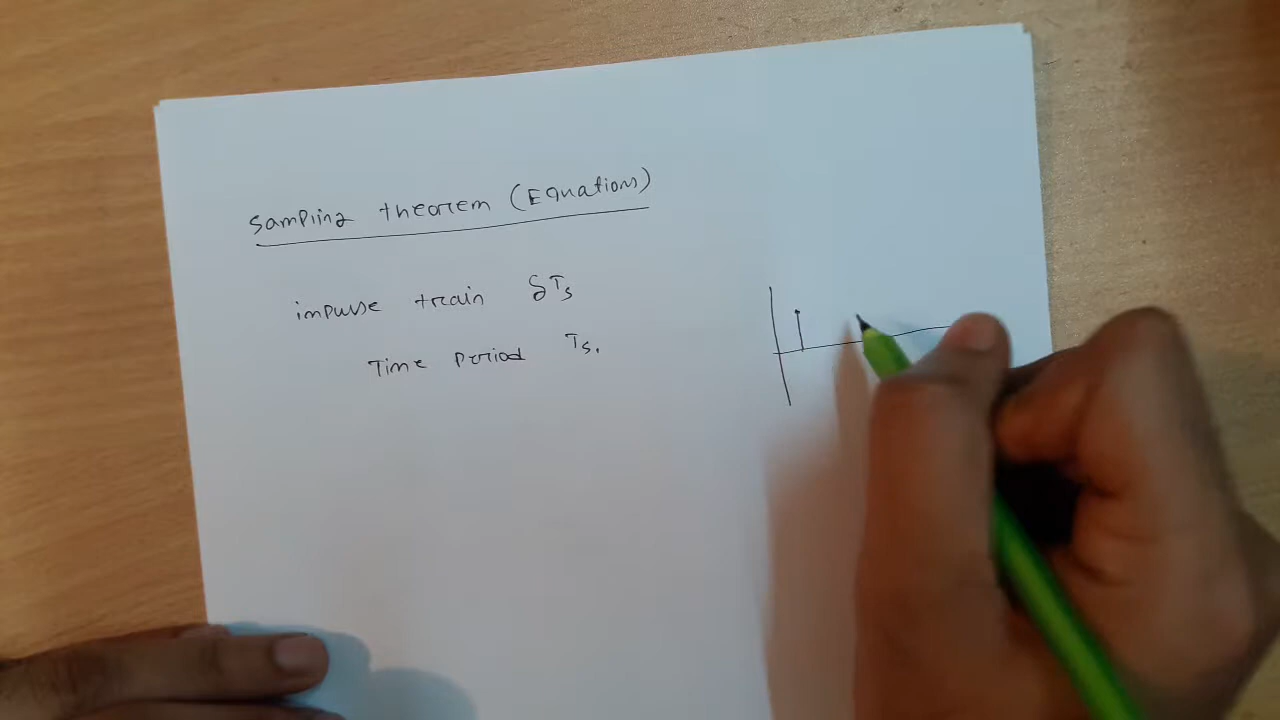 Sampling theorem (Equations)
impulse train δTs
Time Period Ts.